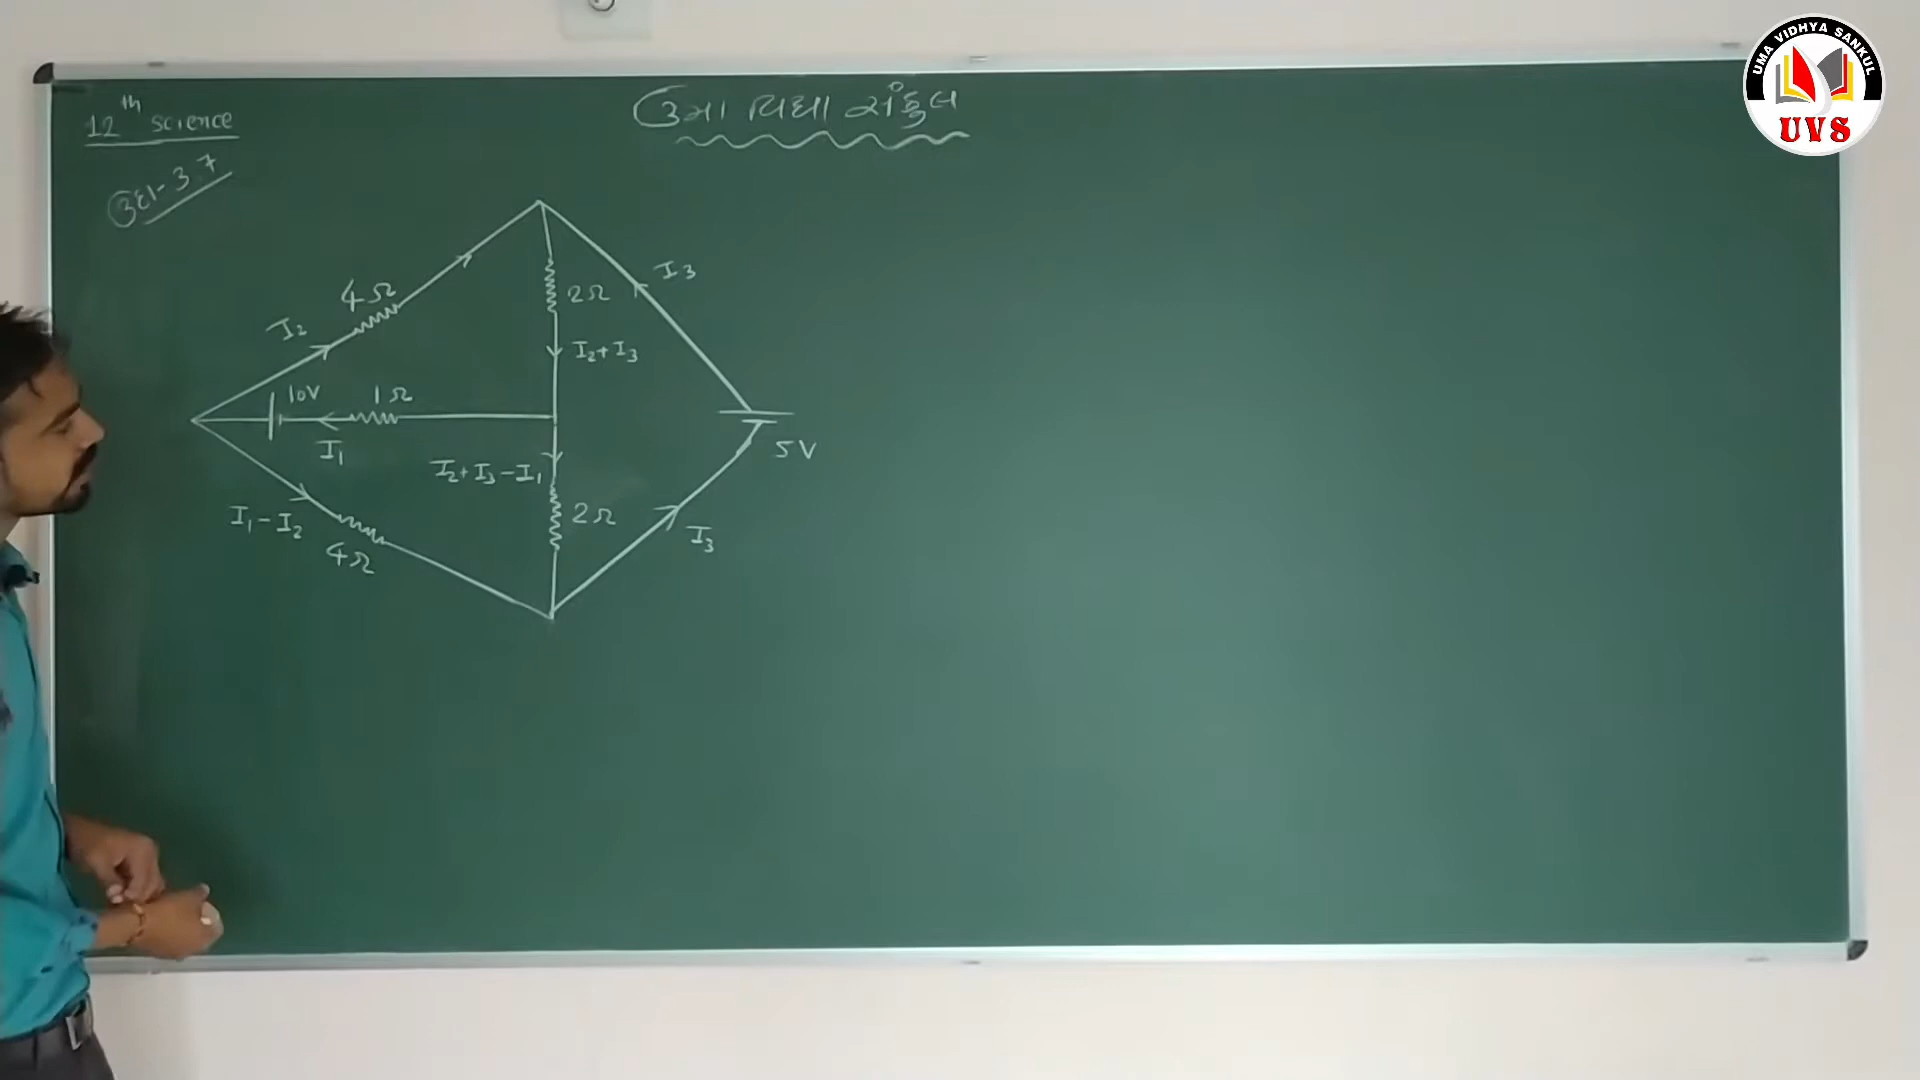 ઉમા વિદ્યા સંકુલ
12th science
ઉદા-3.7
I3
4Ω
2Ω
I2
I2+I3
10V
1Ω
I1
5V
I2+I3-I1
I1-I2
2Ω
I3
4Ω
UMA VIDHYA SANKUL
UVS